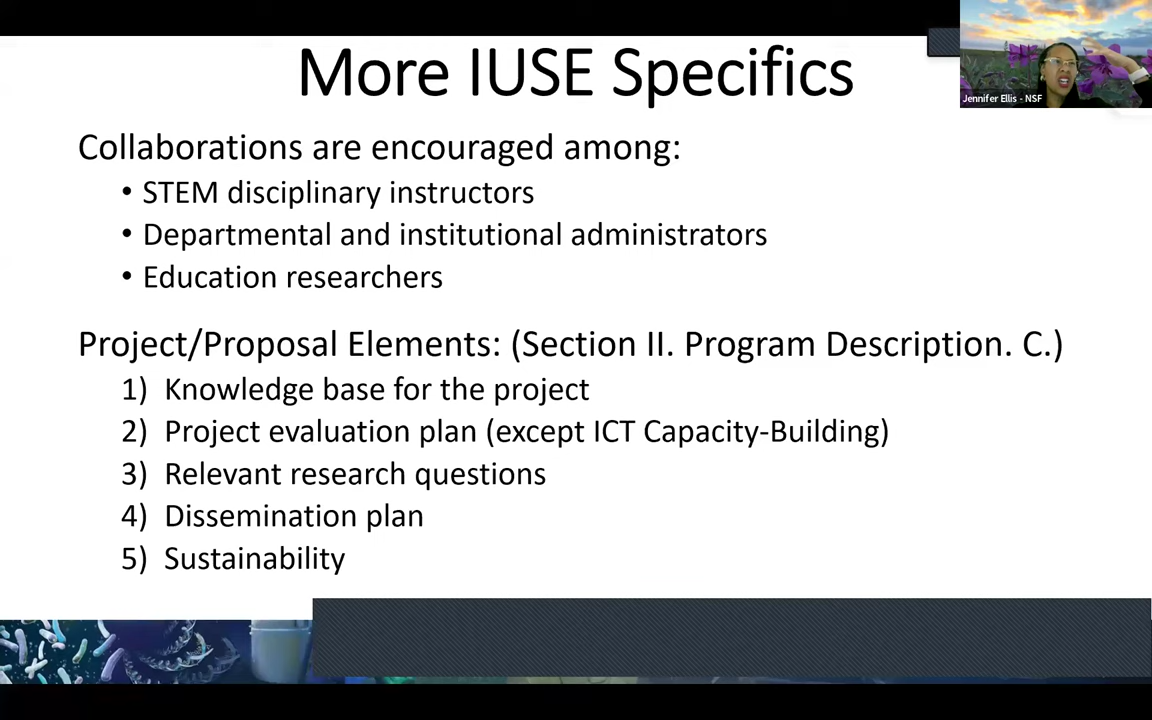 More IUSE Specifics
Jennifer Ellis - NSF
Collaborations are encouraged among:
• STEM disciplinary instructors
• Departmental and institutional administrators
• Education researchers
Project/Proposal Elements: (Section II. Program Description. C.)
1) Knowledge base for the project
2) Project evaluation plan (except ICT Capacity-Building)
3) Relevant research questions
4) Dissemination plan
5) Sustainability